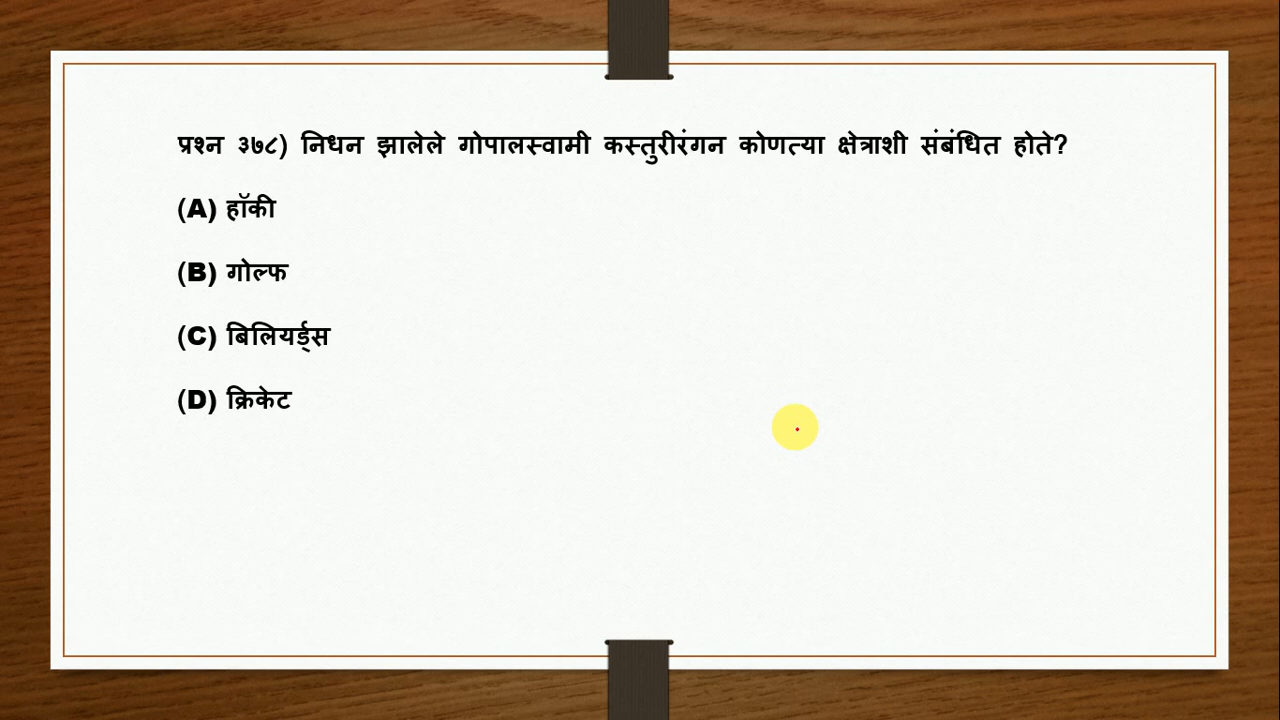 प्रश्न ३७८) निधन झालेले गोपालस्वामी कस्तुरीरंगन कोणत्या क्षेत्राशी संबंधित होते?
(A) हॉकी
(B) गोल्फ
(C) बिलियर्ड्स
(D) क्रिकेट